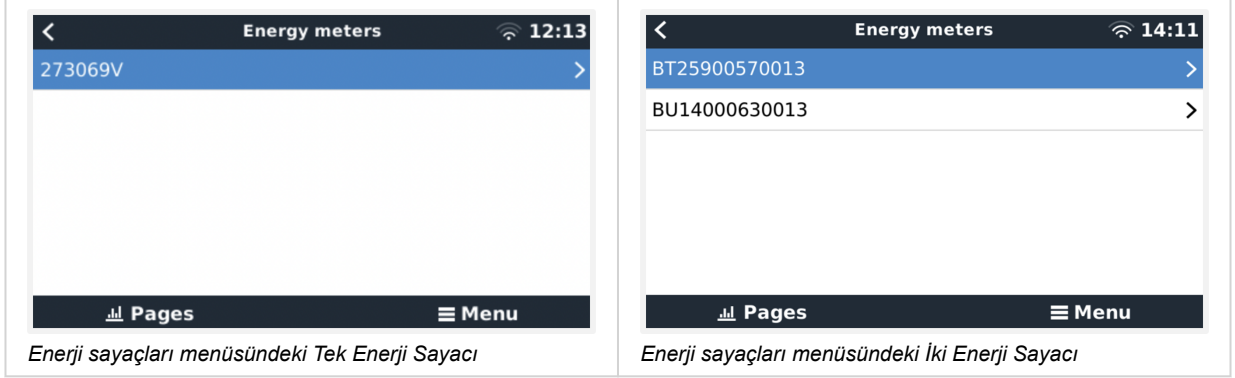 Energy meters 12:13
273069V
Pages Menu
Enerji sayaçları menüsündeki Tek Enerji Sayacı
Energy meters 14:11
BT25900570013
BU14000630013
Pages Menu
Enerji sayaçları menüsündeki İki Enerji Sayacı